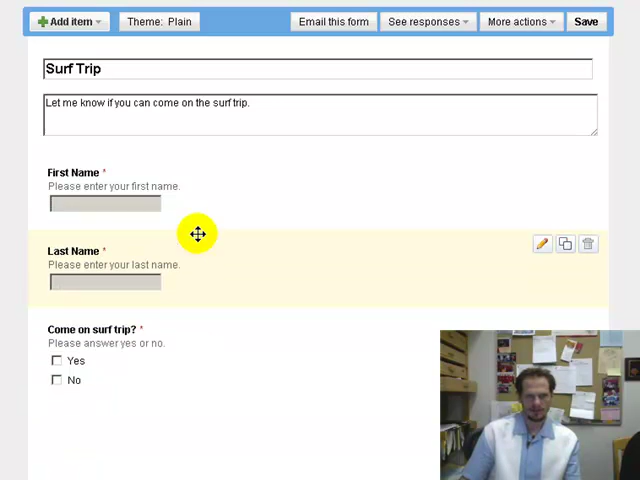 Add item
Theme: Plain
Email this form
See responses
More actions
Save
Surf Trip
Let me know if you can come on the surf trip.
First Name *
Please enter your first name.
Last Name *
Please enter your last name.
Come on surf trip? *
Please answer yes or no.
Yes
No